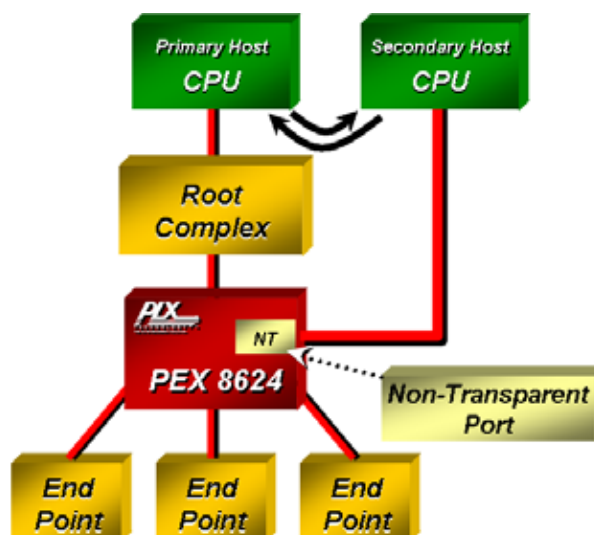 Primary Host
CPU
Secondary Host
CPU
Root
Complex
PLX
NT
PEX 8624
Non-Transparent
Port
End
Point
End
Point
End
Point